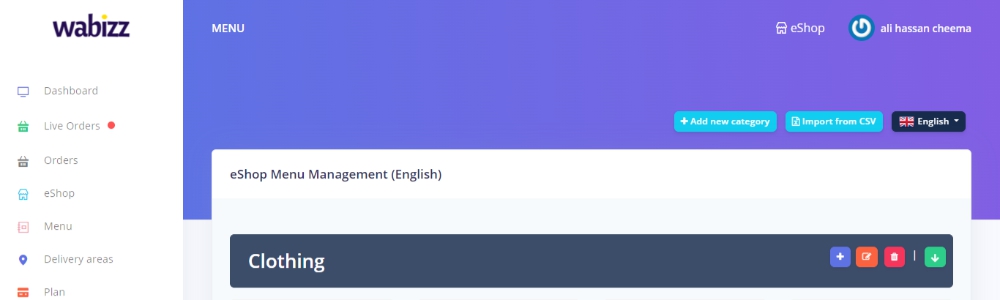 wabizz
MENU
eShop
ali hassan cheema
Dashboard
Live Orders
Orders
eShop
Menu
Delivery areas
Plan
Add new category
Import from CSV
English
eShop Menu Management (English)
Clothing